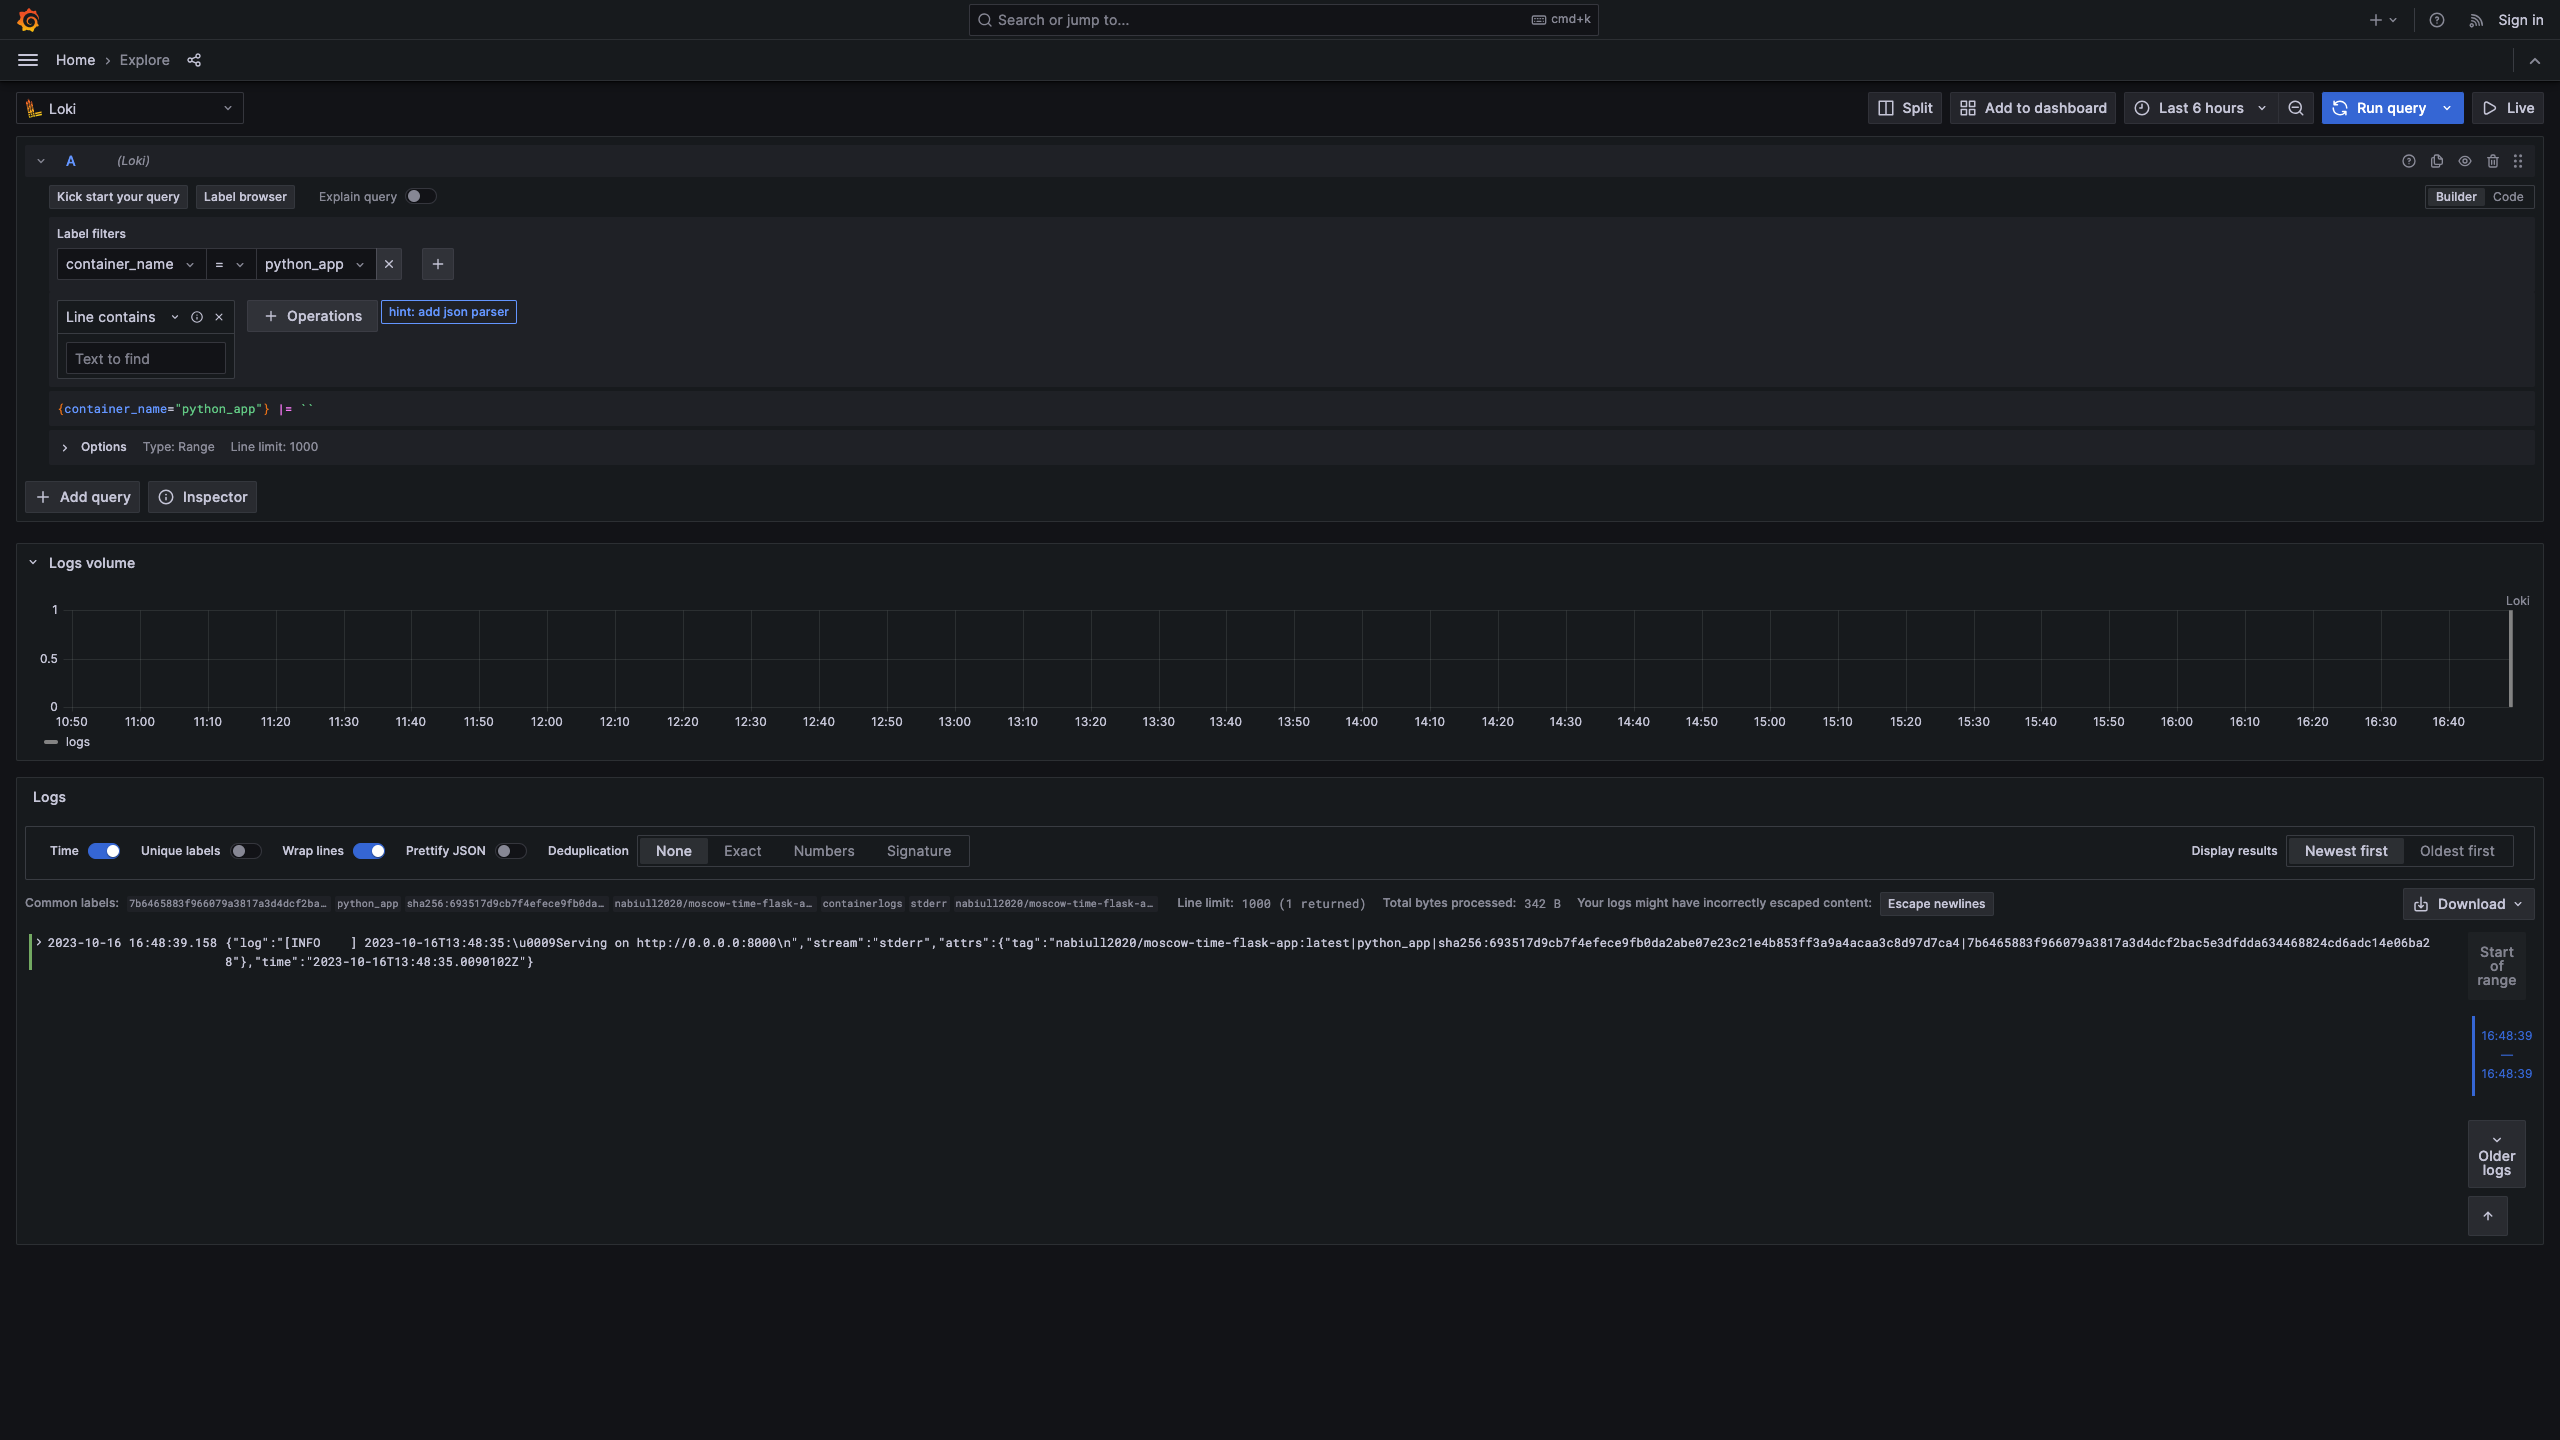 Search or jump to... cmd+k Sign in
Home › Explore
Loki Split Add to dashboard Last 6 hours Run query Live
A (Loki)
Kick start your query Label browser Explain query Builder Code
Label filters
container_name = python_app
Line contains Operations hint: add json parser
Text to find
{container_name="python_app"} |= ``
Options Type: Range Line limit: 1000
Add query Inspector
Logs volume
Loki
1
0.5
0
10:50 11:00 11:10 11:20 11:30 11:40 11:50 12:00 12:10 12:20 12:30 12:40 12:50 13:00 13:10 13:20 13:30 13:40 13:50 14:00 14:10 14:20 14:30 14:40 14:50 15:00 15:10 15:20 15:30 15:40 15:50 16:00 16:10 16:20 16:30 16:40
logs
Logs
Time Unique labels Wrap lines Prettify JSON Deduplication None Exact Numbers Signature Display results Newest first Oldest first
Common labels: 7b6465883f966079a3817a3d4dcf2ba… python_app sha256:693517d9cb7f4efece9fb0da… nabiull2020/moscow-time-flask-a… containerlogs stderr nabiull2020/moscow-time-flask-a… Line limit: 1000 (1 returned) Total bytes processed: 342 B Your logs might have incorrectly escaped content: Escape newlines Download
2023-10-16 16:48:39.158 {"log":"[INFO    ] 2023-10-16T13:48:35:\u0009Serving on http://0.0.0.0:8000\n","stream":"stderr","attrs":{"tag":"nabiull2020/moscow-time-flask-app:latest|python_app|sha256:693517d9cb7f4efece9fb0da2abe07e23c21e4b853ff3a9a4acaa3c8d97d7ca4|7b6465883f966079a3817a3d4dcf2bac5e3dfdda634468824cd6adc14e06ba2
8"},"time":"2023-10-16T13:48:35.0090102Z"}
Start
of
range
16:48:39
—
16:48:39
Older
logs